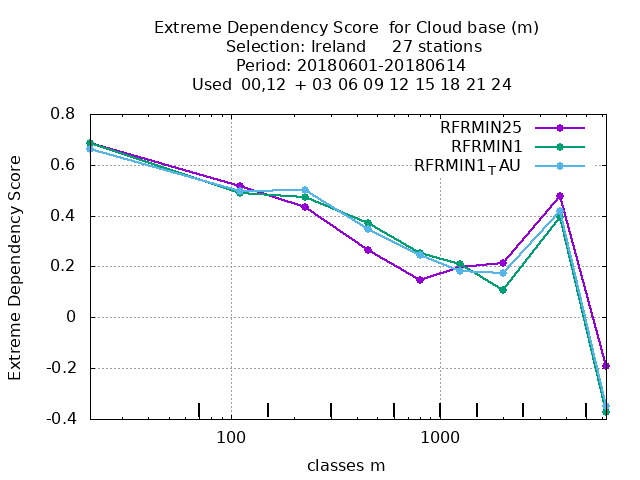 Extreme Dependency Score  for Cloud base (m)
Selection: Ireland     27 stations
Period: 20180601-20180614
Used  00,12  + 03 06 09 12 15 18 21 24
RFRMIN25
RFRMIN1
RFRMIN1TAU
Extreme Dependency Score
0.8
0.6
0.4
0.2
0
-0.2
-0.4
100
1000
classes m